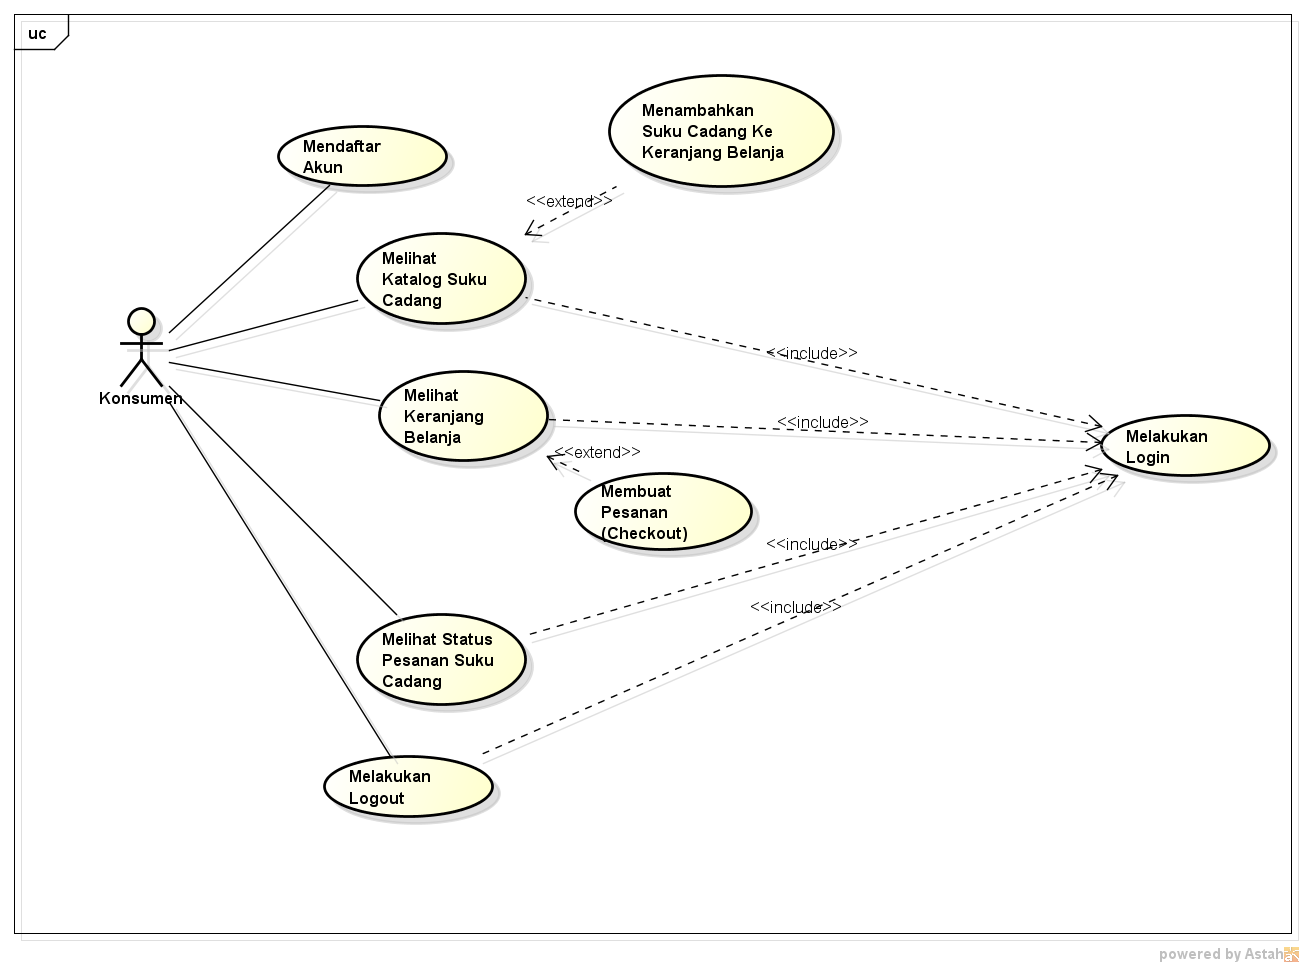 uc
Menambahkan
Suku Cadang Ke
Keranjang Belanja
Mendaftar
Akun
<<extend>>
Melihat
Katalog Suku
Cadang
<<include>>
Konsumen
Melihat
Keranjang
Belanja
<<include>>
Melakukan
Login
<<extend>>
Membuat
Pesanan
(Checkout)
<<include>>
<<include>>
Melihat Status
Pesanan Suku
Cadang
Melakukan
Logout
powered by Astah